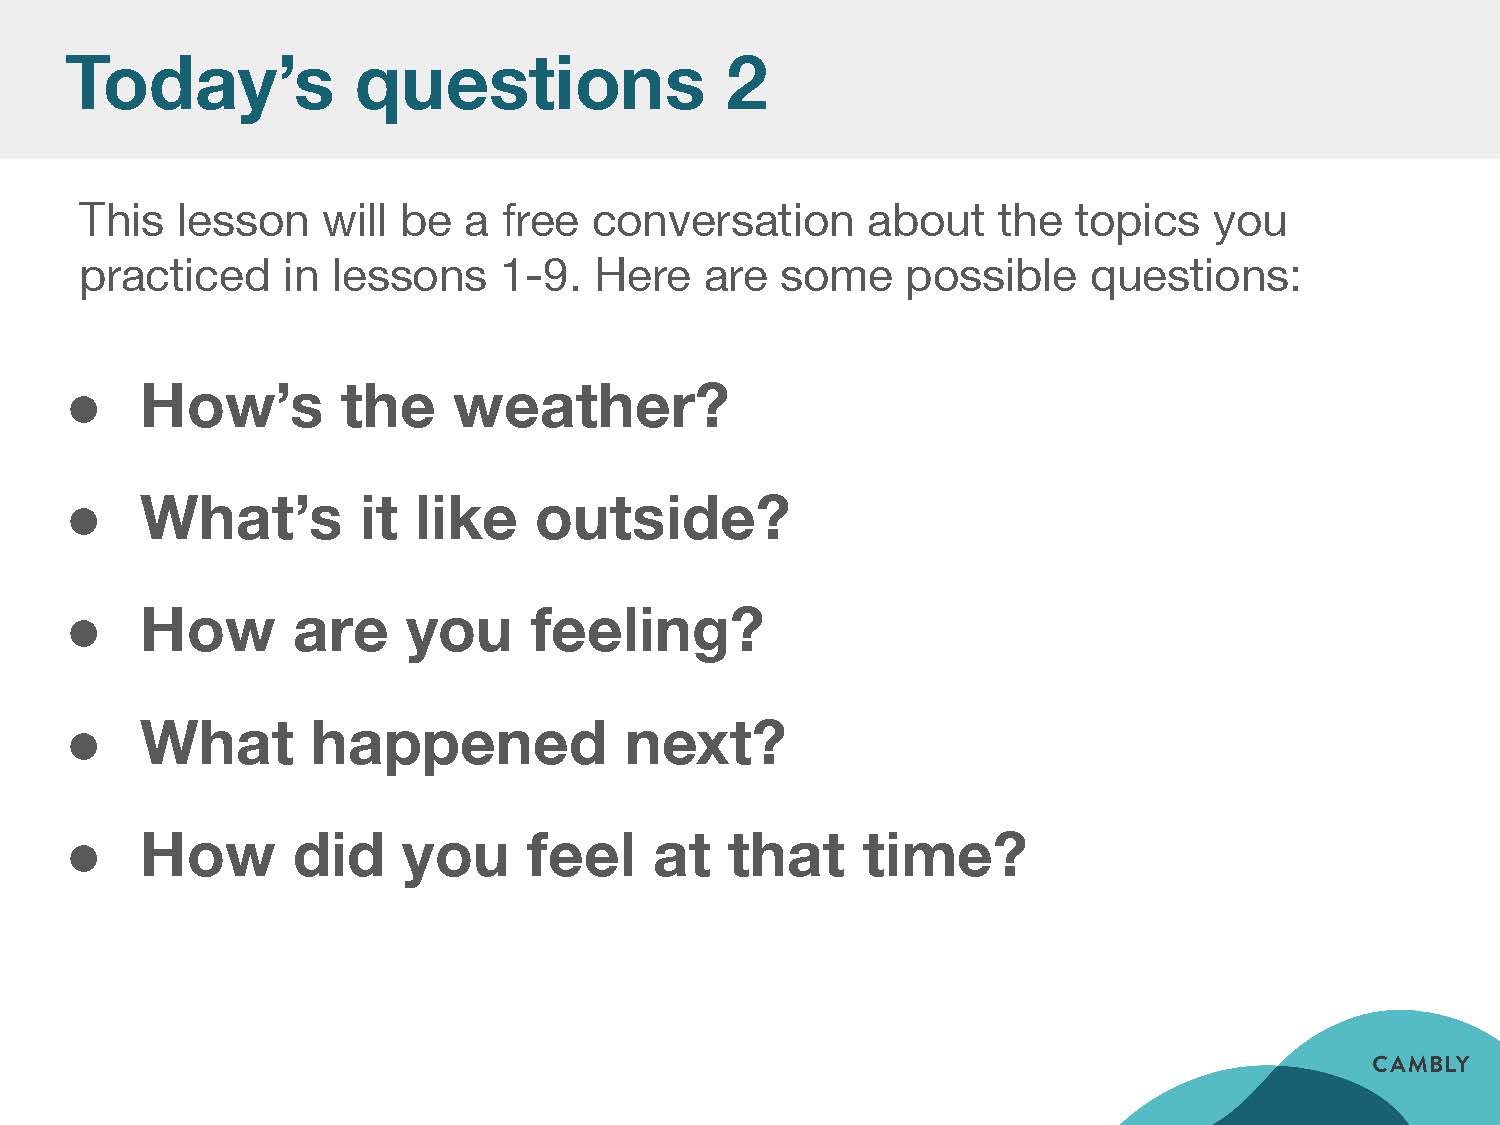 Today’s questions 2
This lesson will be a free conversation about the topics you
practiced in lessons 1-9. Here are some possible questions:
● How’s the weather?
● What’s it like outside?
● How are you feeling?
● What happened next?
● How did you feel at that time?
CAMBLY